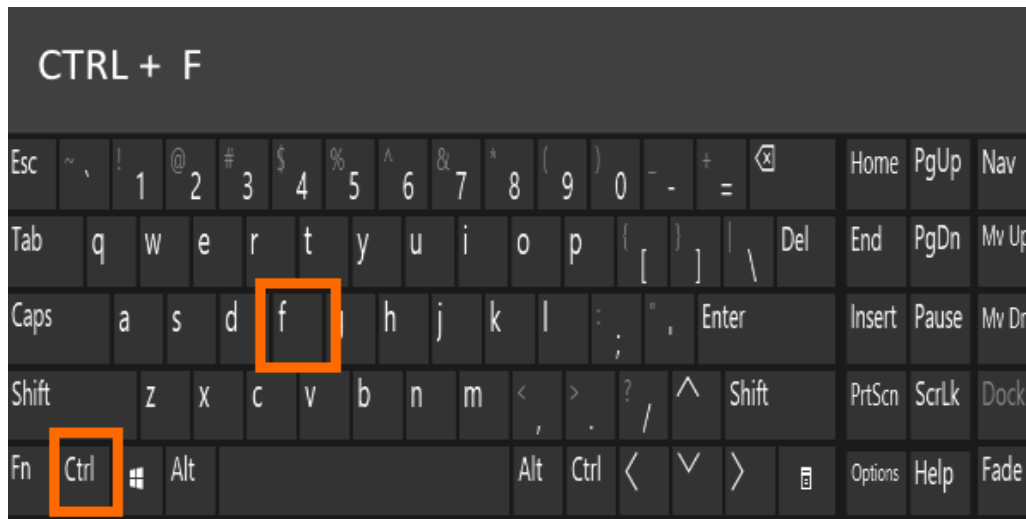 CTRL + F
Esc ~ ` ! 1 @ 2 # 3 $ 4 % 5 ^ 6 & 7 * 8 ( 9 ) 0 _ - + = Home PgUp Nav
Tab q w e r t y u i o p { [ } ] | \ Del End PgDn Mv Up
Caps a s d f h j k l : ; " ' Enter Insert Pause Mv Dn
Shift z x c v b n m < , > . ? / Shift PrtScn ScrLk Dock
Fn Ctrl Alt Alt Ctrl Options Help Fade